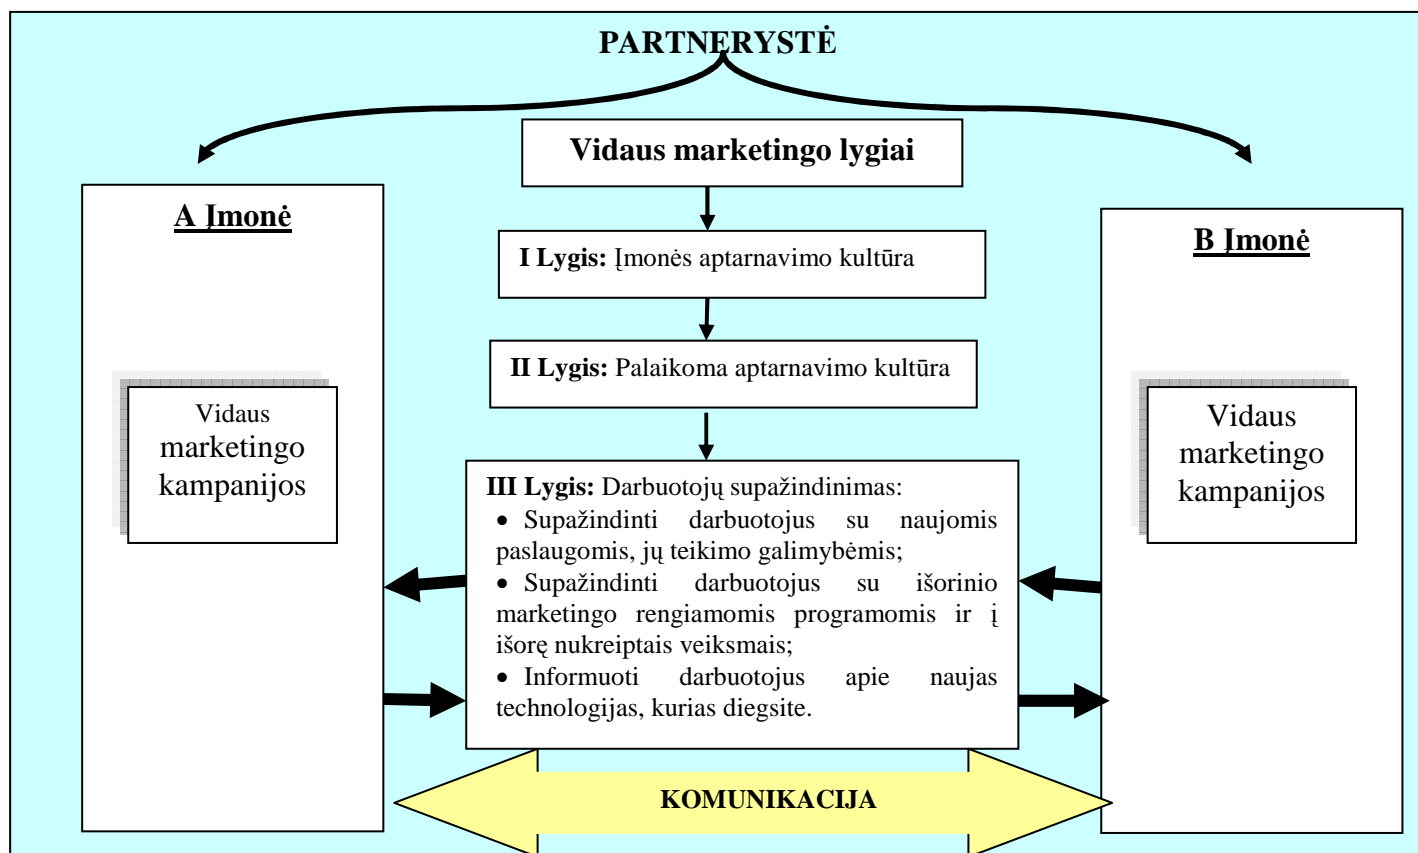 PARTNERYSTĖ
Vidaus marketingo lygiai
A Įmonė
B Įmonė
I Lygis: Įmonės aptarnavimo kultūra
II Lygis: Palaikoma aptarnavimo kultūra
Vidaus
marketingo
kampanijos
Vidaus
marketingo
kampanijos
III Lygis: Darbuotojų supažindinimas:
• Supažindinti darbuotojus su naujomis
paslaugomis, jų teikimo galimybėmis;
• Supažindinti darbuotojus su išorinio
marketingo rengiamomis programomis ir į
išorę nukreiptais veiksmais;
• Informuoti darbuotojus apie naujas
technologijas, kurias diegsite.
KOMUNIKACIJA